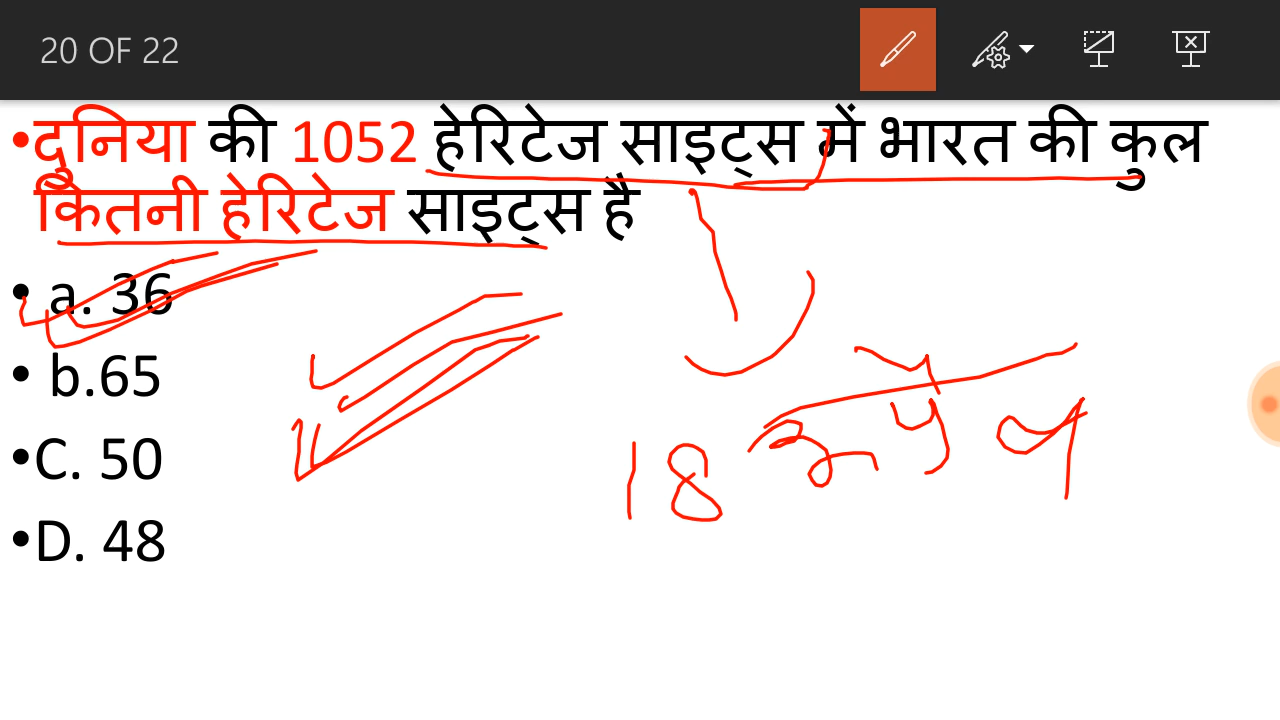 20 OF 22
•दुनिया की 1052 हेरिटेज साइट्स में भारत की कुल
कितनी हेरिटेज साइट्स है
• a. 36
• b.65
•C. 50
•D. 48
18